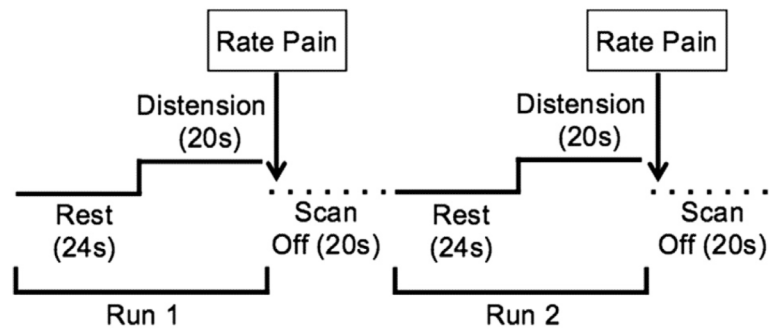 Rate Pain
Rate Pain
Distension
(20s)
Distension
(20s)
Rest
(24s)
Scan
Off (20s)
Rest
(24s)
Scan
Off (20s)
Run 1
Run 2